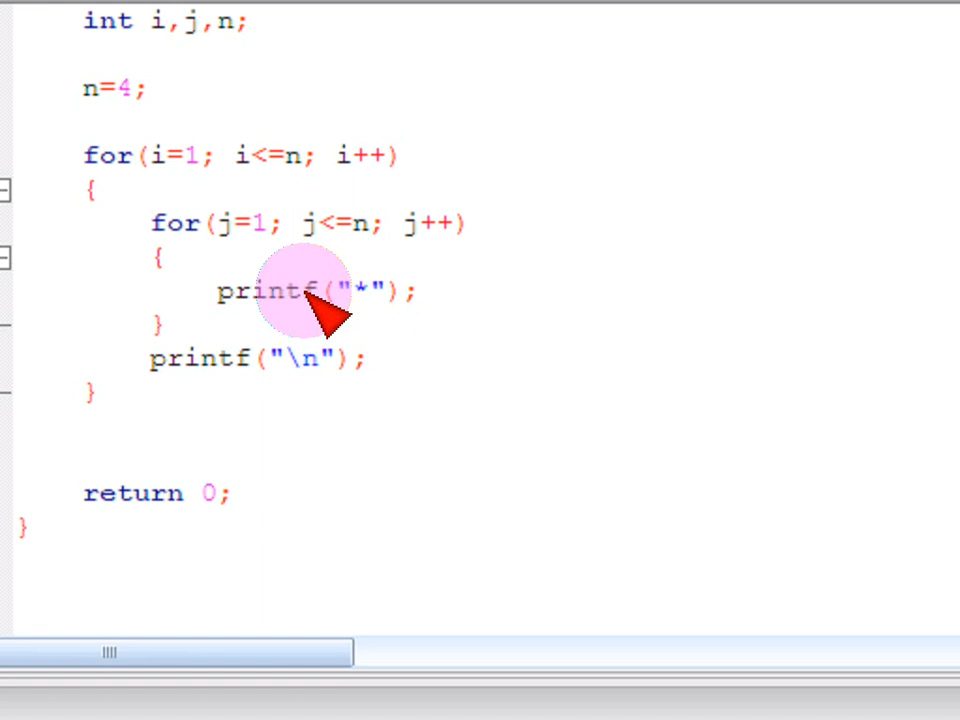 int i,j,n;
n=4;
for(i=1; i<=n; i++)
{
for(j=1; j<=n; j++)
{
printf("*");
}
printf("\n");
}
return 0;
}